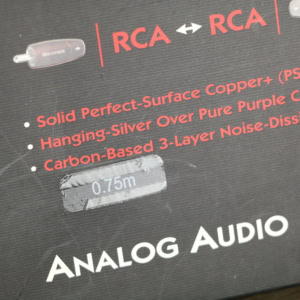 RCA ↔ RCA
• Solid Perfect-Surface Copper+ (PS
• Hanging-Silver Over Pure Purple C
• Carbon-Based 3-Layer Noise-Diss
0.75m
ANALOG AUDIO